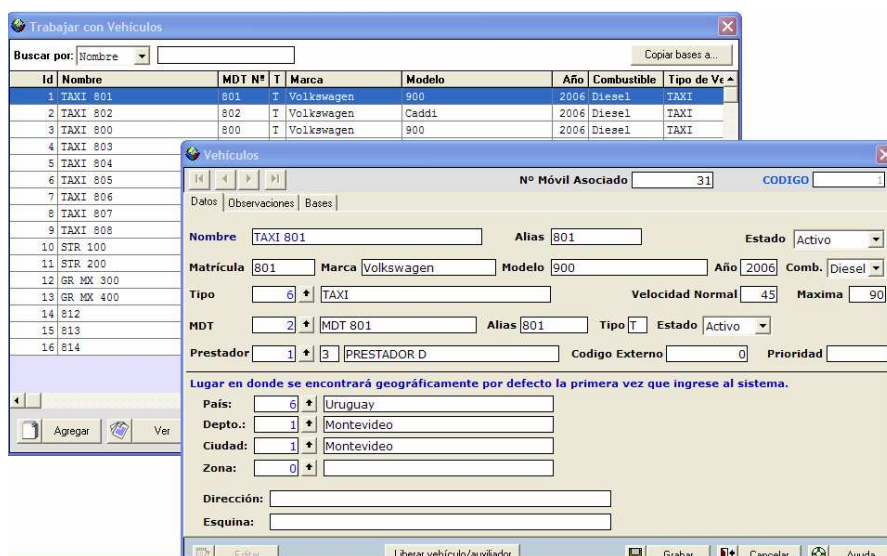 Trabajar con Vehículos
Buscar por: Nombre Copiar bases a...
Id Nombre MDT Nº T Marca Modelo Año Combustible Tipo de Ve
1 TAXI 801 801 T Volkswagen 900 2006 Diesel TAXI
2 TAXI 802 802 T Volkswagen Caddi 2006 Diesel TAXI
3 TAXI 800 800 T Volkswagen 900 2006 Diesel TAXI
4 TAXI 803
5 TAXI 804
6 TAXI 805
7 TAXI 806
8 TAXI 807
9 TAXI 808
10 STR 100
11 STR 200
12 GR MX 300
13 GR MX 400
14 812
15 813
16 814
Agregar Ver
Vehículos
Nº Móvil Asociado 31 CODIGO 1
Datos Observaciones Bases
Nombre TAXI 801 Alias 801 Estado Activo
Matrícula 801 Marca Volkswagen Modelo 900 Año 2006 Comb. Diesel
Tipo 6 TAXI Velocidad Normal 45 Maxima 90
MDT 2 MDT 801 Alias 801 Tipo T Estado Activo
Prestador 1 3 PRESTADOR D Codigo Externo 0 Prioridad
Lugar en donde se encontrará geográficamente por defecto la primera vez que ingrese al sistema.
País: 6 Uruguay
Depto.: 1 Montevideo
Ciudad: 1 Montevideo
Zona: 0
Dirección:
Esquina:
Editar Liberar vehículo/auxiliador Grabar Cancelar Ayuda